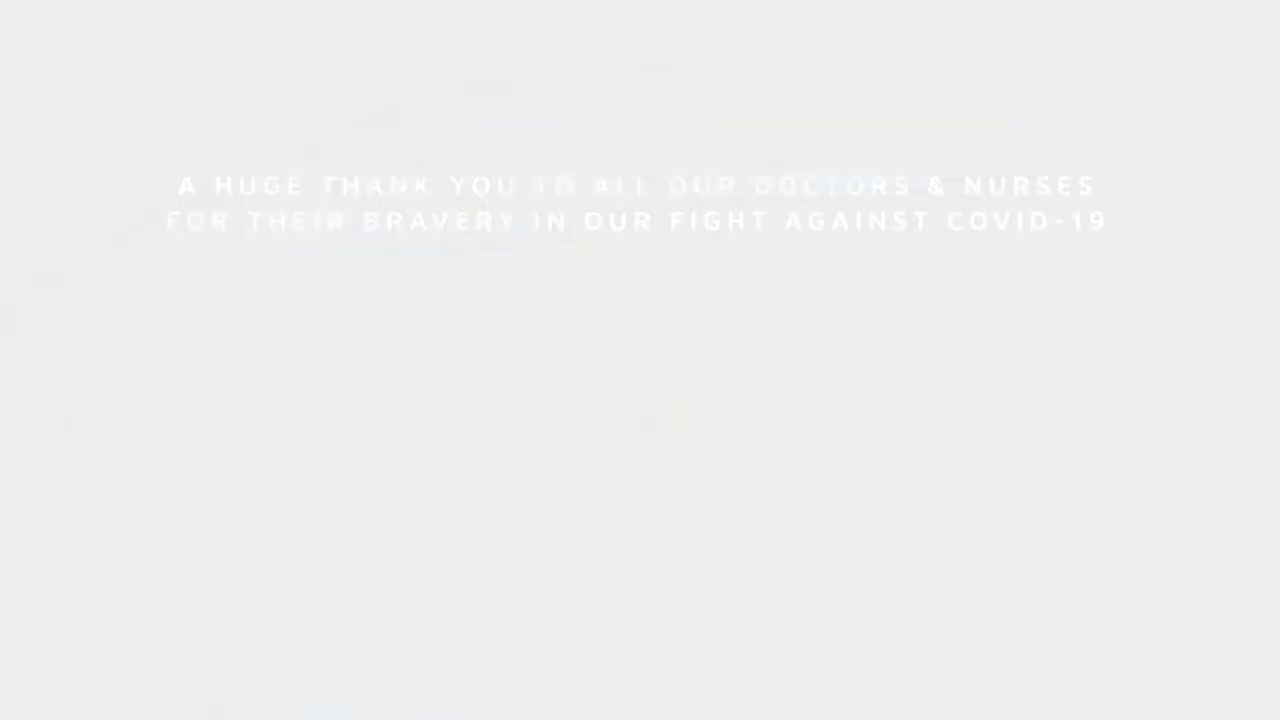 A HUGE THANK YOU TO ALL OUR DOCTORS & NURSES
FOR THEIR BRAVERY IN OUR FIGHT AGAINST COVID-19